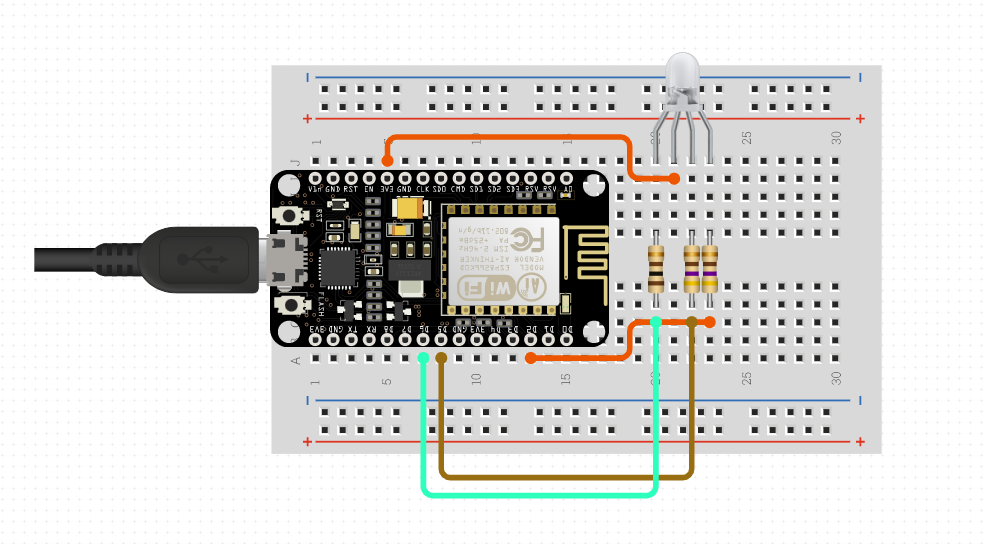 1 5 10 15 20 25 30
J
Vin GND RST EN 3V3 GND CLK SD0 CMD SD1 SD2 SD3 RSV RSV A0
RST
FC
802.11b/g/n
PA +25dBm
ISM 2.4GHz
VENDOR AI-THINKER
MODEL ESP8266MOD
Ai WiFi
FLASH
3V3 GND TX RX D8 D7 D6 D5 GND 3V3 D4 D3 D2 D1 D0
A
1 5 10 15 20 25 30